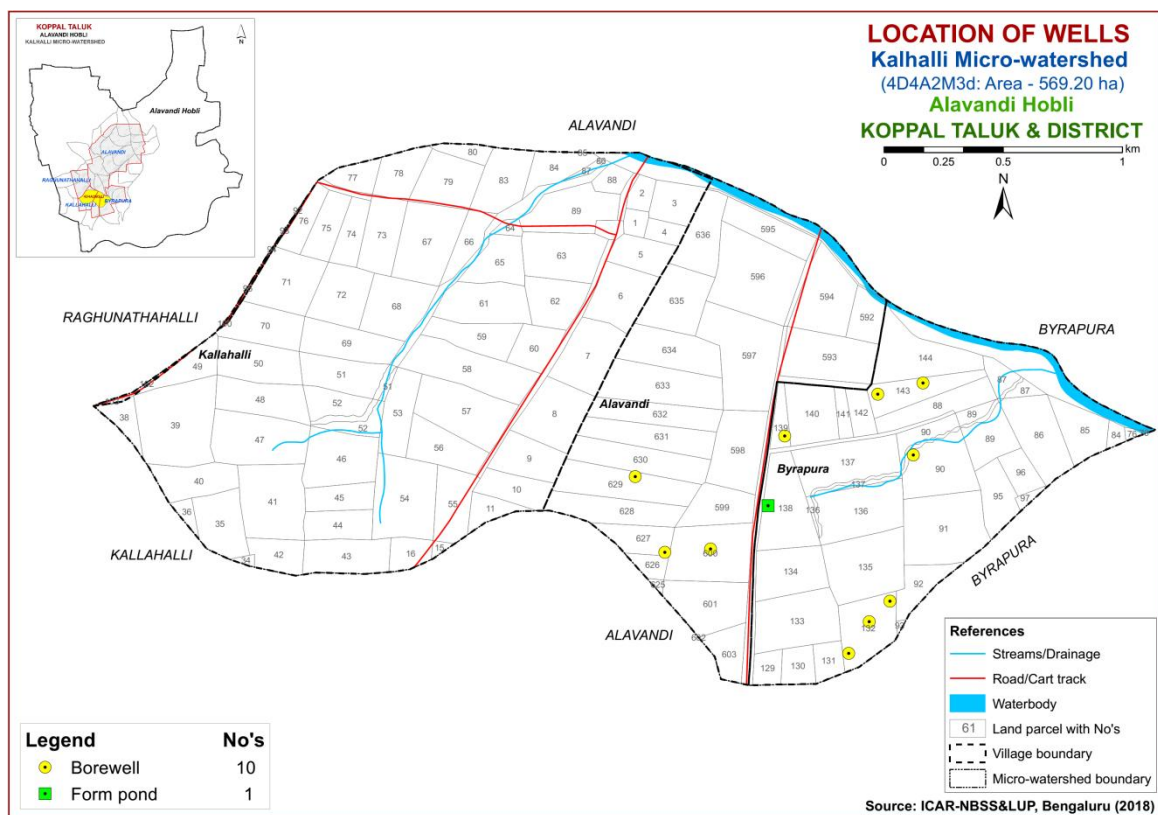 KOPPAL TALUK
ALAVANDI HOBLI
KALHALLI MICRO-WATERSHED
N
Alavandi Hobli
ALAVANDI
RAGHUNATHAHALLI
KALLAHALLI
BYRAPURA
LOCATION OF WELLS
Kalhalli Micro-watershed
(4D4A2M3d: Area - 569.20 ha)
Alavandi Hobli
KOPPAL TALUK & DISTRICT
km
0 0.25 0.5 1
N
ALAVANDI
RAGHUNATHAHALLI
BYRAPURA
Kallahalli
Alavandi
Byrapura
KALLAHALLI
ALAVANDI
BYRAPURA
80
77 78 79 84 88
83 89 2 3
76 75 74 73 67 66 64 1 4 636 595
65 63 5 596
71 72 68 62 6 635 594 592
70 61 59 60 7 634 597 593 144
69 58 633 143
49 50 51 51 632 140 141 142 88 87 87
48 52 53 57 8 631 139 90 89 89 86 85 84
38 39 47 52 56 630 598 137 90
46 9 629 137 96
40 41 45 54 55 10 628 599 138 136 136 95 97
36 35 44 11 627 91
34 42 43 16 15 626 600 134 135 92
625 601 133 132
602 603 129 130 131
References
Streams/Drainage
Road/Cart track
Waterbody
61 Land parcel with No's
Village boundary
Micro-watershed boundary
Legend No's
Borewell 10
Form pond 1
Source: ICAR-NBSS&LUP, Bengaluru (2018)